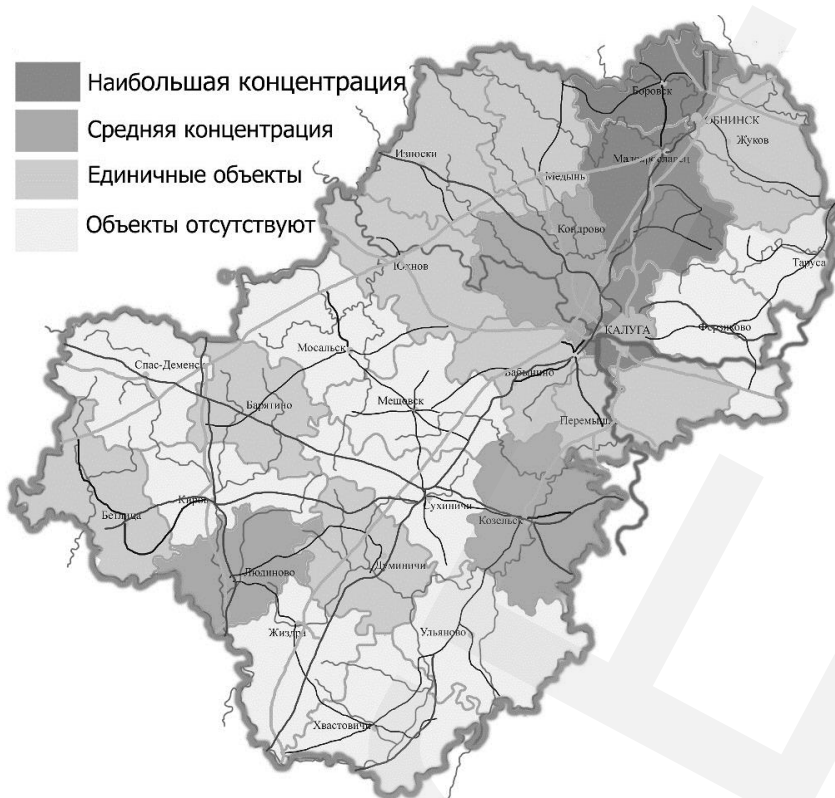 Наибольшая концентрация
Средняя концентрация
Единичные объекты
Объекты отсутствуют
Боровск
ОБНИНСК
Жуков
Малоярославец
Износки
Медынь
Кондрово
Юхнов
Таруса
КАЛУГА
Ферзиково
Мосальск
Спас-Деменск
Бабынино
Барятино
Мещовск
Перемышль
Киров
Сухиничи
Бетлица
Козельск
Людиново
Думиничи
Жиздра
Ульяново
Хвастовичи